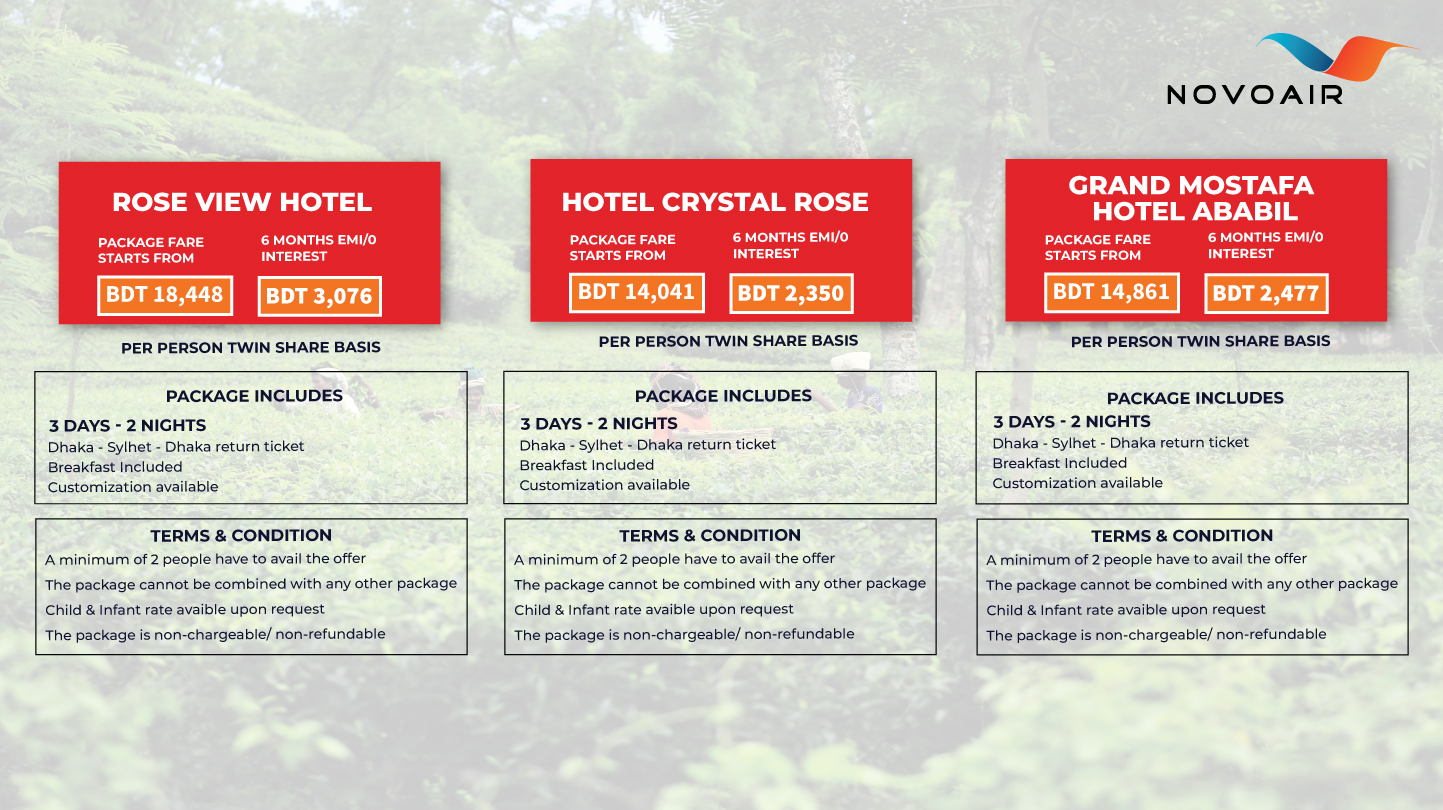 NOVOAIR
ROSE VIEW HOTEL
PACKAGE FARE
STARTS FROM
6 MONTHS EMI/0
INTEREST
BDT 18,448
BDT 3,076
PER PERSON TWIN SHARE BASIS
PACKAGE INCLUDES
3 DAYS - 2 NIGHTS
Dhaka - Sylhet - Dhaka return ticket
Breakfast Included
Customization available
TERMS & CONDITION
A minimum of 2 people have to avail the offer
The package cannot be combined with any other package
Child & Infant rate avaible upon request
The package is non-chargeable/ non-refundable
HOTEL CRYSTAL ROSE
PACKAGE FARE
STARTS FROM
6 MONTHS EMI/0
INTEREST
BDT 14,041
BDT 2,350
PER PERSON TWIN SHARE BASIS
PACKAGE INCLUDES
3 DAYS - 2 NIGHTS
Dhaka - Sylhet - Dhaka return ticket
Breakfast Included
Customization available
TERMS & CONDITION
A minimum of 2 people have to avail the offer
The package cannot be combined with any other package
Child & Infant rate avaible upon request
The package is non-chargeable/ non-refundable
GRAND MOSTAFA
HOTEL ABABIL
PACKAGE FARE
STARTS FROM
6 MONTHS EMI/0
INTEREST
BDT 14,861
BDT 2,477
PER PERSON TWIN SHARE BASIS
PACKAGE INCLUDES
3 DAYS - 2 NIGHTS
Dhaka - Sylhet - Dhaka return ticket
Breakfast Included
Customization available
TERMS & CONDITION
A minimum of 2 people have to avail the offer
The package cannot be combined with any other package
Child & Infant rate avaible upon request
The package is non-chargeable/ non-refundable